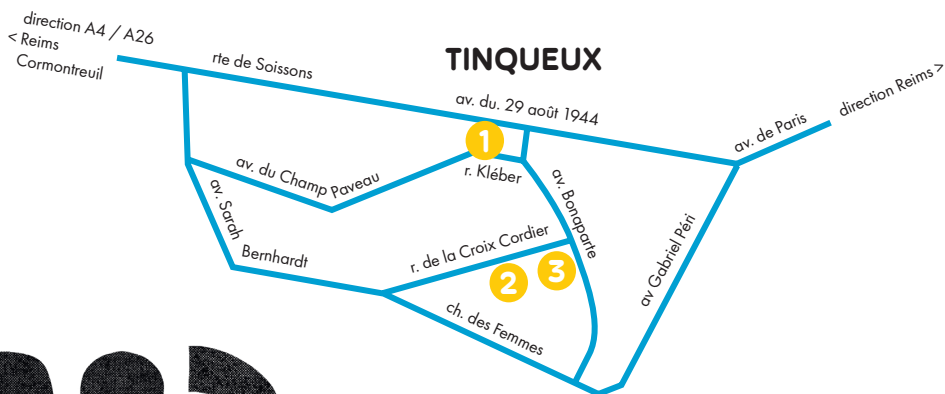 direction A4 / A26
< Reims
Cormontreuil
rte de Soissons
TINQUEUX
av. du. 29 août 1944
direction Reims >
av. de Paris
1
av. du Champ Paveau
r. Kléber
av. Sarah
Bernhardt
av. Bonaparte
r. de la Croix Cordier
2
3
av Gabriel Péri
ch. des Femmes